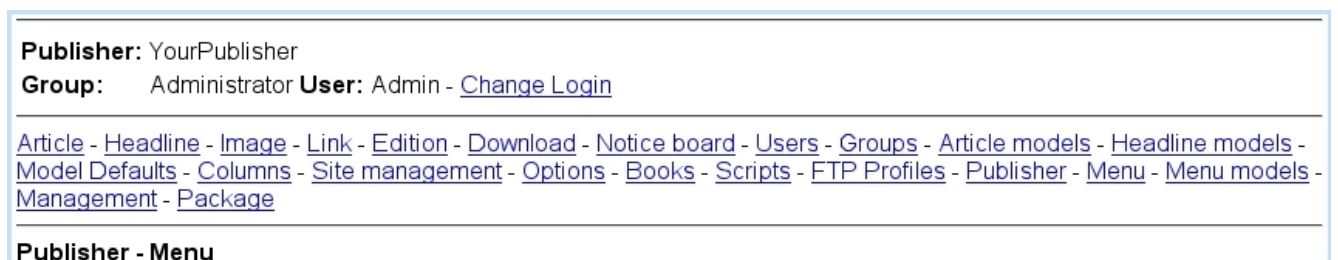 Publisher: YourPublisher
Group: Administrator User: Admin - Change Login
Article - Headline - Image - Link - Edition - Download - Notice board - Users - Groups - Article models - Headline models -
Model Defaults - Columns - Site management - Options - Books - Scripts - FTP Profiles - Publisher - Menu - Menu models -
Management - Package
Publisher - Menu